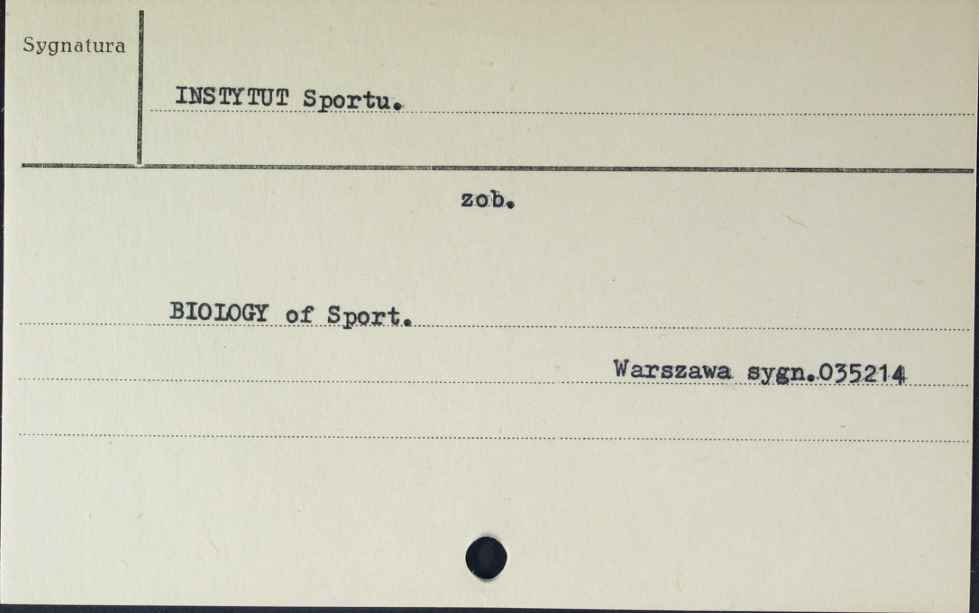 Sygnatura
INSTYTUT Sportu.
zob.
BIOLOGY of Sport.
Warszawa sygn.035214